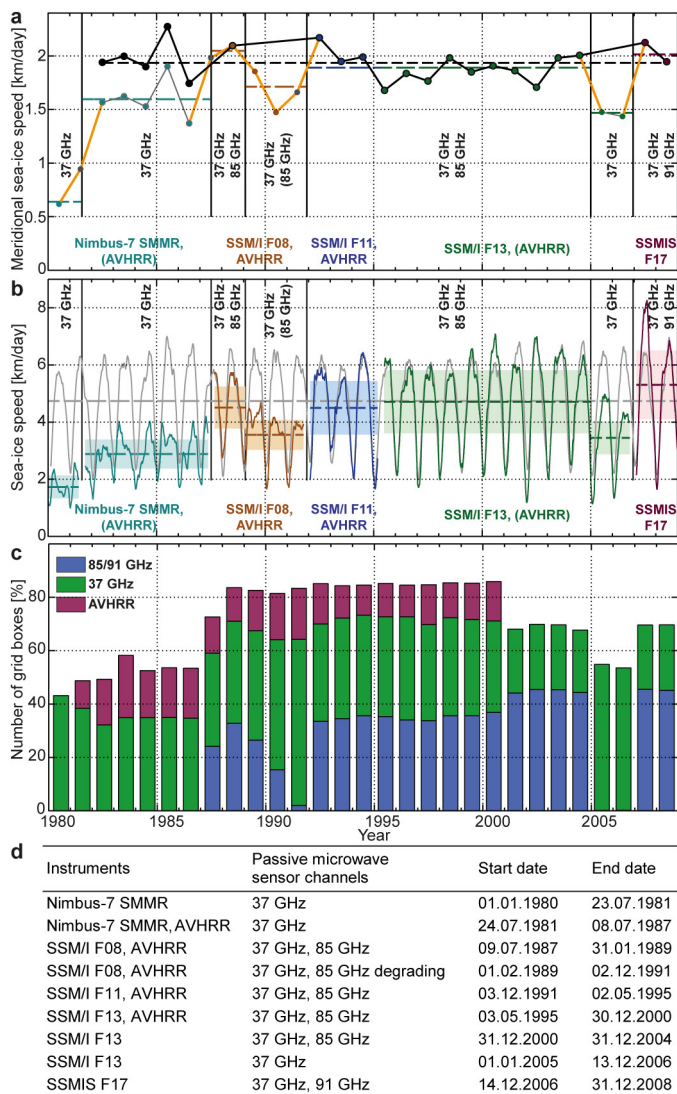 a
Meridional sea-ice speed [km/day]
2
1.5
1
0.5
0
37 GHz
37 GHz
37 GHz
85 GHz
37 GHz
(85 GHz)
37 GHz
85 GHz
37 GHz
37 GHz
91 GHz
Nimbus-7 SMMR,
(AVHRR)
SSM/I F08,
AVHRR
SSM/I F11,
AVHRR
SSM/I F13, (AVHRR)
SSMIS
F17
b
Sea-ice speed [km/day]
8
6
4
2
0
37 GHz
37 GHz
37 GHz
85 GHz
37 GHz
(85 GHz)
37 GHz
85 GHz
37 GHz
37 GHz
91 GHz
Nimbus-7 SMMR,
(AVHRR)
SSM/I F08,
AVHRR
SSM/I F11,
AVHRR
SSM/I F13, (AVHRR)
SSMIS
F17
c
Number of grid boxes [%]
80
60
40
20
0
85/91 GHz
37 GHz
AVHRR
1980 1985 1990 1995 2000 2005
Year
d
Instruments Passive microwave sensor channels Start date End date
Nimbus-7 SMMR 37 GHz 01.01.1980 23.07.1981
Nimbus-7 SMMR, AVHRR 37 GHz 24.07.1981 08.07.1987
SSM/I F08, AVHRR 37 GHz, 85 GHz 09.07.1987 31.01.1989
SSM/I F08, AVHRR 37 GHz, 85 GHz degrading 01.02.1989 02.12.1991
SSM/I F11, AVHRR 37 GHz, 85 GHz 03.12.1991 02.05.1995
SSM/I F13, AVHRR 37 GHz, 85 GHz 03.05.1995 30.12.2000
SSM/I F13 37 GHz, 85 GHz 31.12.2000 31.12.2004
SSM/I F13 37 GHz 01.01.2005 13.12.2006
SSMIS F17 37 GHz, 91 GHz 14.12.2006 31.12.2008